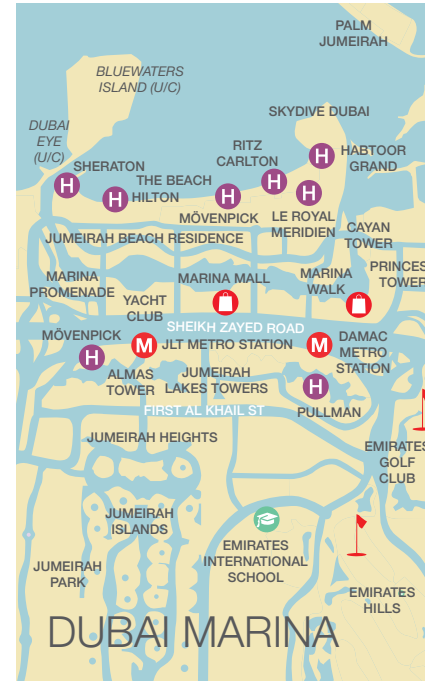 PALM
JUMEIRAH
BLUEWATERS
ISLAND (U/C)
SKYDIVE DUBAI
DUBAI
EYE
(U/C)
RITZ
CARLTON
H
HABTOOR
GRAND
SHERATON
H
H
THE BEACH
HILTON
H
H
H
MÖVENPICK
LE ROYAL
MERIDIEN
CAYAN
TOWER
JUMEIRAH BEACH RESIDENCE
MARINA
PROMENADE
MARINA MALL
MARINA
WALK
PRINCES
TOWER
YACHT
CLUB
SHEIKH ZAYED ROAD
MÖVENPICK
H
M
JLT METRO STATION
M
DAMAC
METRO
STATION
ALMAS
TOWER
JUMEIRAH
LAKES TOWERS
H
PULLMAN
FIRST AL KHAIL ST
JUMEIRAH HEIGHTS
EMIRATES
GOLF
CLUB
JUMEIRAH
ISLANDS
EMIRATES
INTERNATIONAL
SCHOOL
JUMEIRAH
PARK
EMIRATES
HILLS
DUBAI MARINA